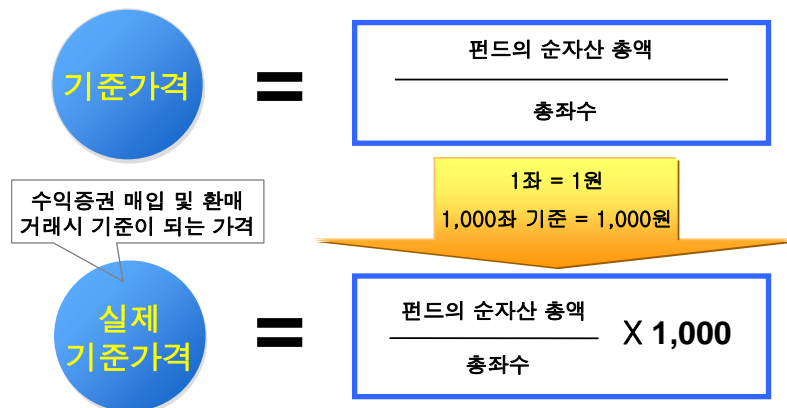 기준가격
=
펀드의 순자산 총액
총좌수
1좌 = 1원
1,000좌 기준 = 1,000원
수익증권 매입 및 환매
거래시 기준이 되는 가격
실제
기준가격
=
펀드의 순자산 총액
총좌수
X 1,000